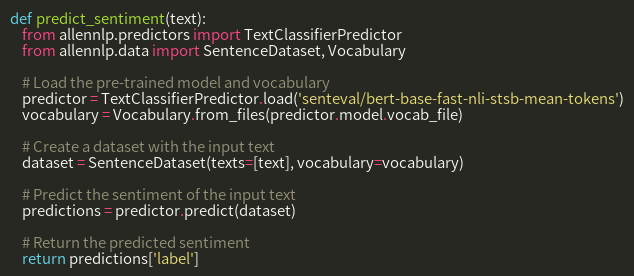 def predict_sentiment(text):
from allennlp.predictors import TextClassifierPredictor
from allennlp.data import SentenceDataset, Vocabulary
# Load the pre-trained model and vocabulary
predictor = TextClassifierPredictor.load('senteval/bert-base-fast-nli-stsb-mean-tokens')
vocabulary = Vocabulary.from_files(predictor.model.vocab_file)
# Create a dataset with the input text
dataset = SentenceDataset(texts=[text], vocabulary=vocabulary)
# Predict the sentiment of the input text
predictions = predictor.predict(dataset)
# Return the predicted sentiment
return predictions['label']